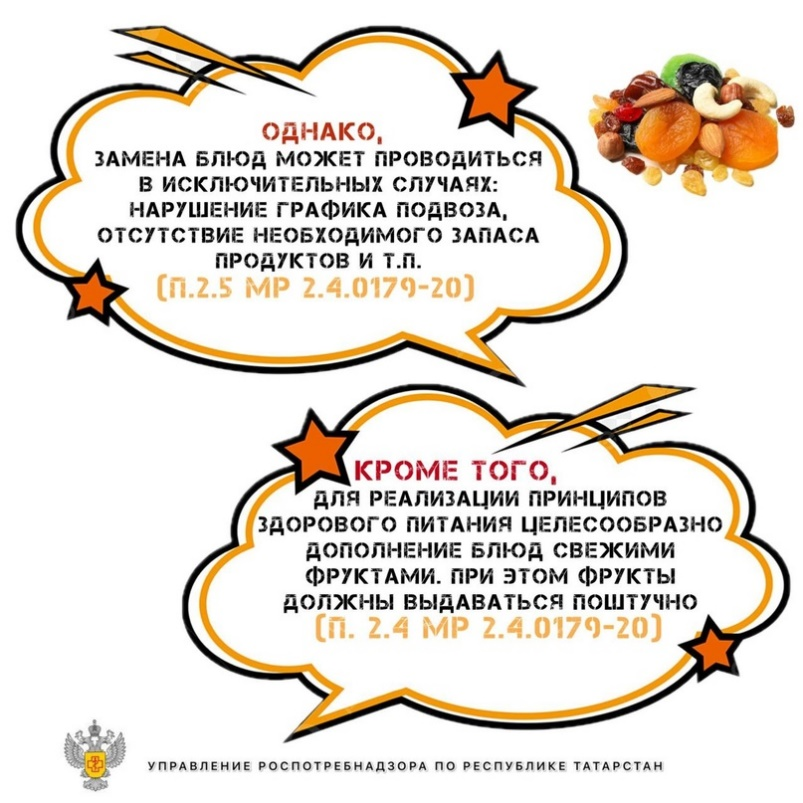 ОДНАКО,
ЗАМЕНА БЛЮД МОЖЕТ ПРОВОДИТЬСЯ
В ИСКЛЮЧИТЕЛЬНЫХ СЛУЧАЯХ:
НАРУШЕНИЕ ГРАФИКА ПОДВОЗА,
ОТСУТСТВИЕ НЕОБХОДИМОГО ЗАПАСА
ПРОДУКТОВ И Т.П.
(П.2.5 МР 2.4.0179-20)
КРОМЕ ТОГО,
ДЛЯ РЕАЛИЗАЦИИ ПРИНЦИПОВ
ЗДОРОВОГО ПИТАНИЯ ЦЕЛЕСООБРАЗНО
ДОПОЛНЕНИЕ БЛЮД СВЕЖИМИ
ФРУКТАМИ. ПРИ ЭТОМ ФРУКТЫ
ДОЛЖНЫ ВЫДАВАТЬСЯ ПОШТУЧНО
(П. 2.4 МР 2.4.0179-20)
УПРАВЛЕНИЕ РОСПОТРЕБНАДЗОРА ПО РЕСПУБЛИКЕ ТАТАРСТАН